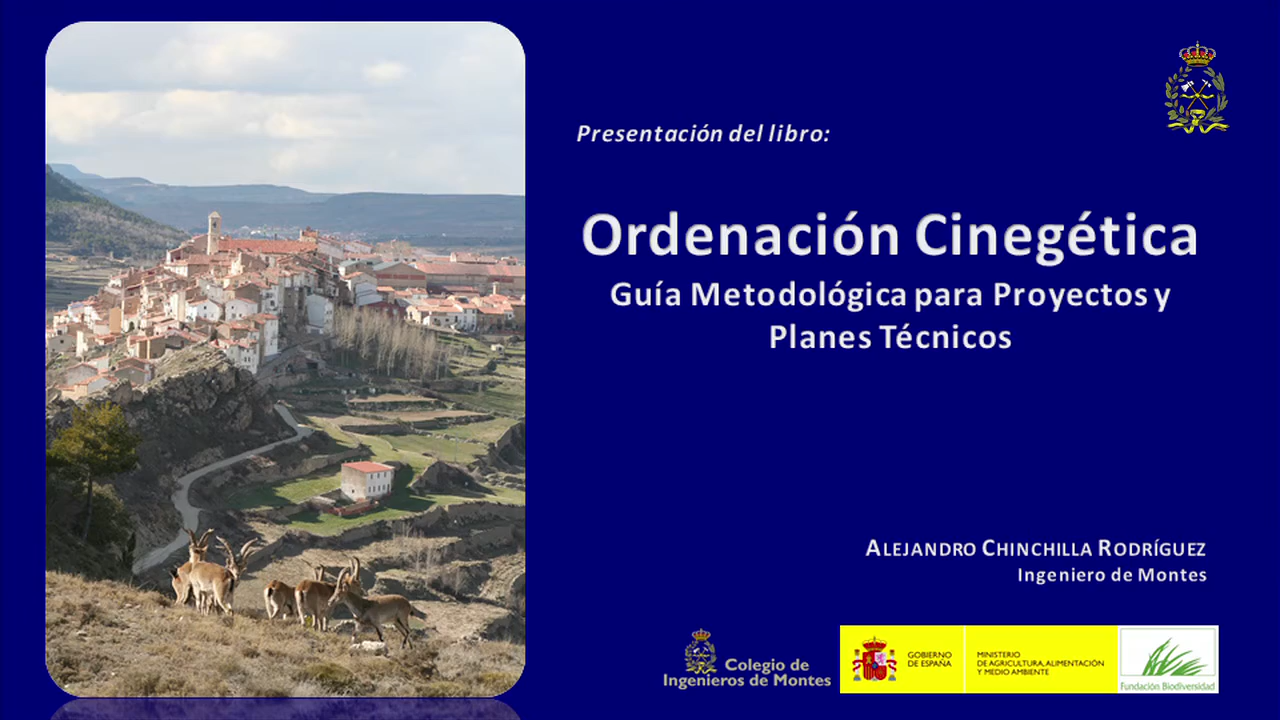 Presentación del libro:
Ordenación Cinegética
Guía Metodológica para Proyectos y
Planes Técnicos
ALEJANDRO CHINCHILLA RODRÍGUEZ
Ingeniero de Montes
Colegio de
Ingenieros de Montes
GOBIERNO
DE ESPAÑA
MINISTERIO
DE AGRICULTURA, ALIMENTACIÓN
Y MEDIO AMBIENTE
Fundación Biodiversidad